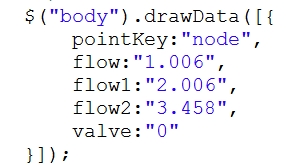 $("body").drawData([{
    pointKey:"node",
    flow:"1.006",
    flow1:"2.006",
    flow2:"3.458",
    valve:"0"
}]);